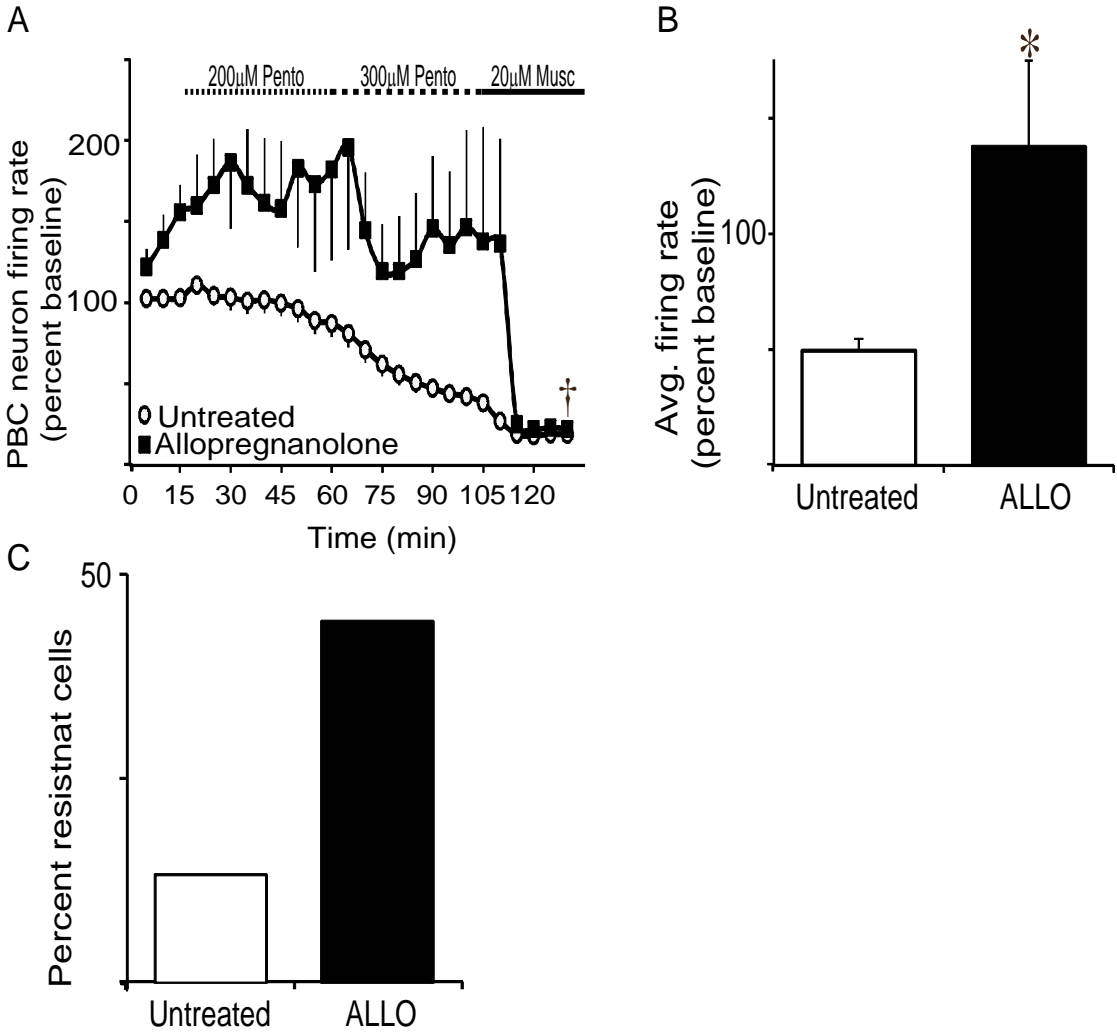 A
PBC neuron firing rate
(percent baseline)
200μM Pento
300μM Pento
20μM Musc
200
100
†
Untreated
Allopregnanolone
0 15 30 45 60 75 90 105 120
Time (min)
B
Avg. firing rate
(percent baseline)
100
*
Untreated
ALLO
C
Percent resistnat cells
50
Untreated
ALLO